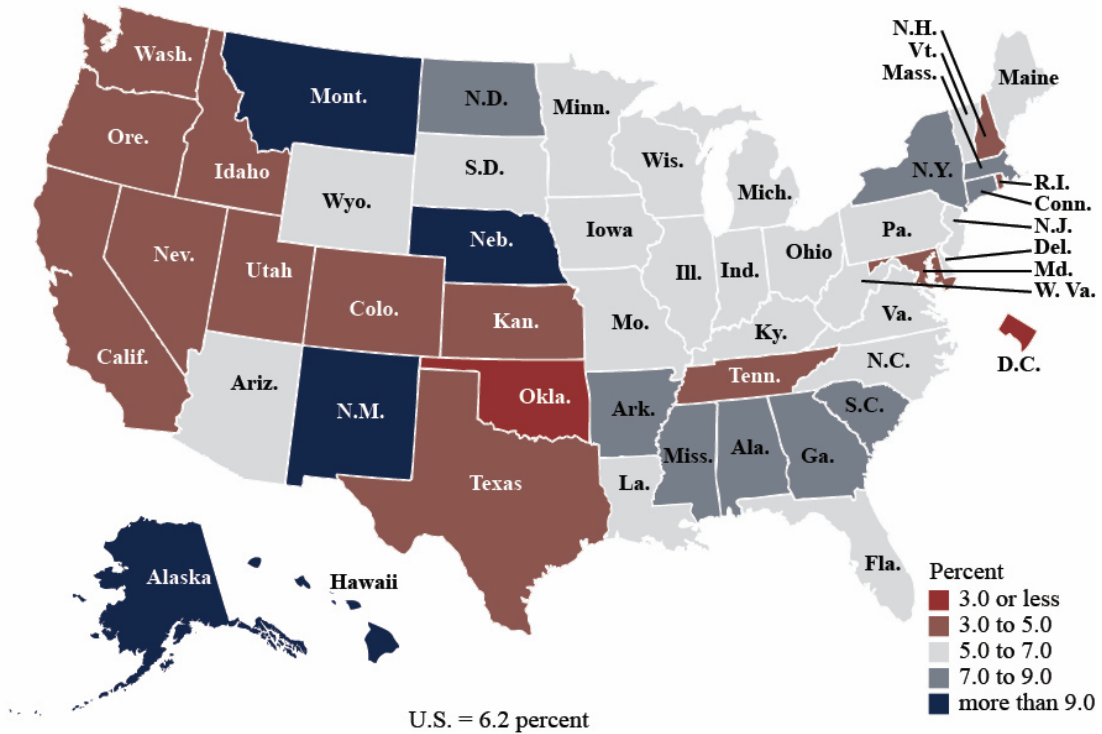 N.H.
Vt.
Mass.
Maine
Wash.
Mont.
N.D.
Minn.
Ore.
Idaho
S.D.
Wis.
Mich.
N.Y.
R.I.
Conn.
N.J.
Del.
Md.
W. Va.
Wyo.
Neb.
Iowa
Pa.
Nev.
Utah
Colo.
Kan.
Ill.
Ind.
Ohio
Mo.
Ky.
Va.
Calif.
Ariz.
N.M.
Okla.
Ark.
Tenn.
N.C.
D.C.
S.C.
Miss.
Ala.
Ga.
Texas
La.
Fla.
Alaska
Hawaii
Percent
3.0 or less
3.0 to 5.0
5.0 to 7.0
7.0 to 9.0
more than 9.0
U.S. = 6.2 percent